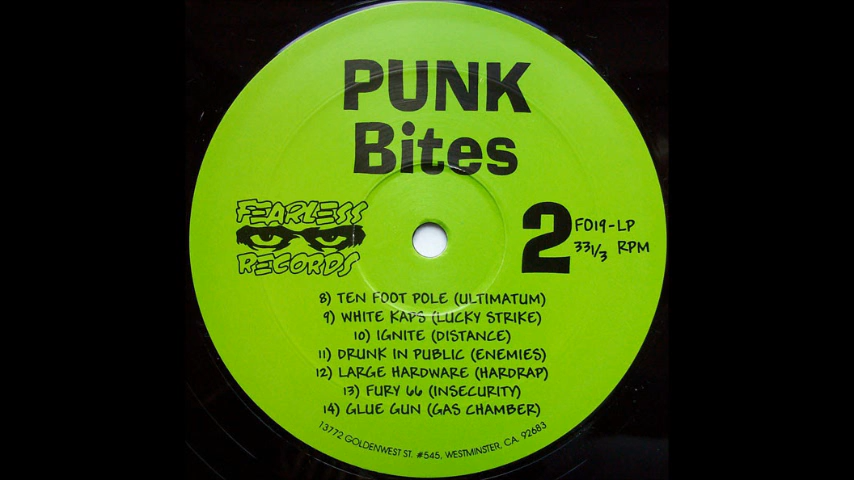 PUNK
Bites
FEARLESS
RECORDS
2
F019-LP
33 1/3 RPM
8) TEN FOOT POLE (ULTIMATUM)
9) WHITE KAPS (LUCKY STRIKE)
10) IGNITE (DISTANCE)
11) DRUNK IN PUBLIC (ENEMIES)
12) LARGE HARDWARE (HARDRAP)
13) FURY 66 (INSECURITY)
14) GLUE GUN (GAS CHAMBER)
13772 GOLDENWEST ST. #545, WESTMINSTER, CA. 92683